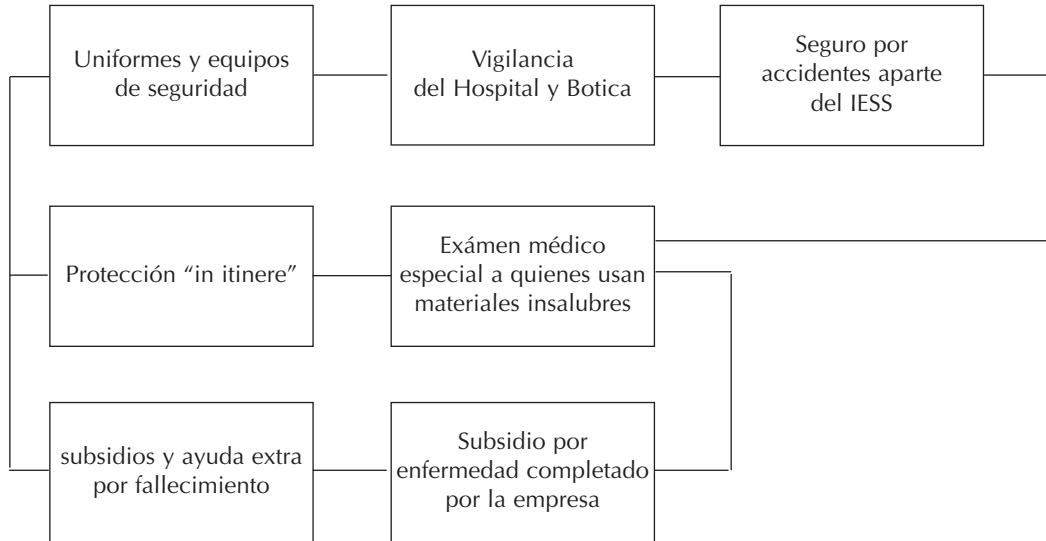 Uniformes y equipos
de seguridad
Vigilancia
del Hospital y Botica
Seguro por
accidentes aparte
del IESS
Protección “in itinere”
Exámen médico
especial a quienes usan
materiales insalubres
subsidios y ayuda extra
por fallecimiento
Subsidio por
enfermedad completado
por la empresa